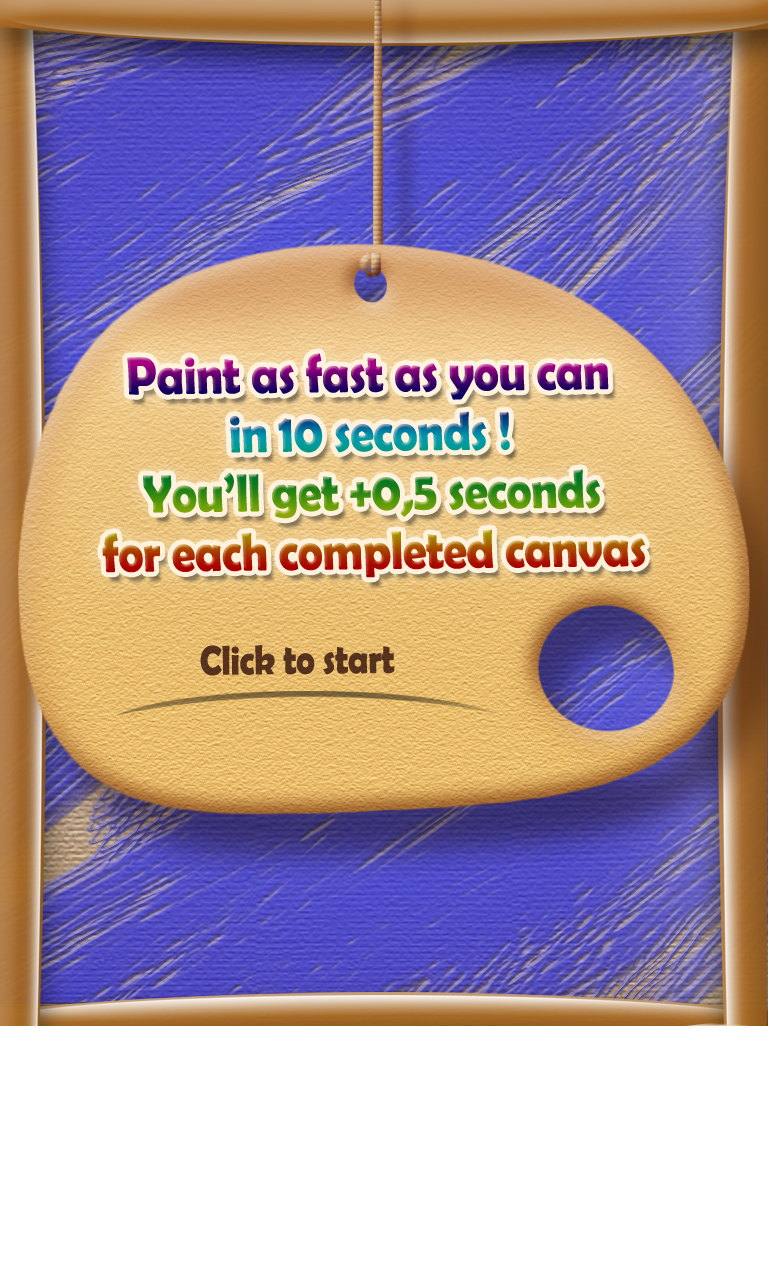 Paint as fast as you can
in 10 seconds !
You’ll get +0,5 seconds
for each completed canvas
Click to start